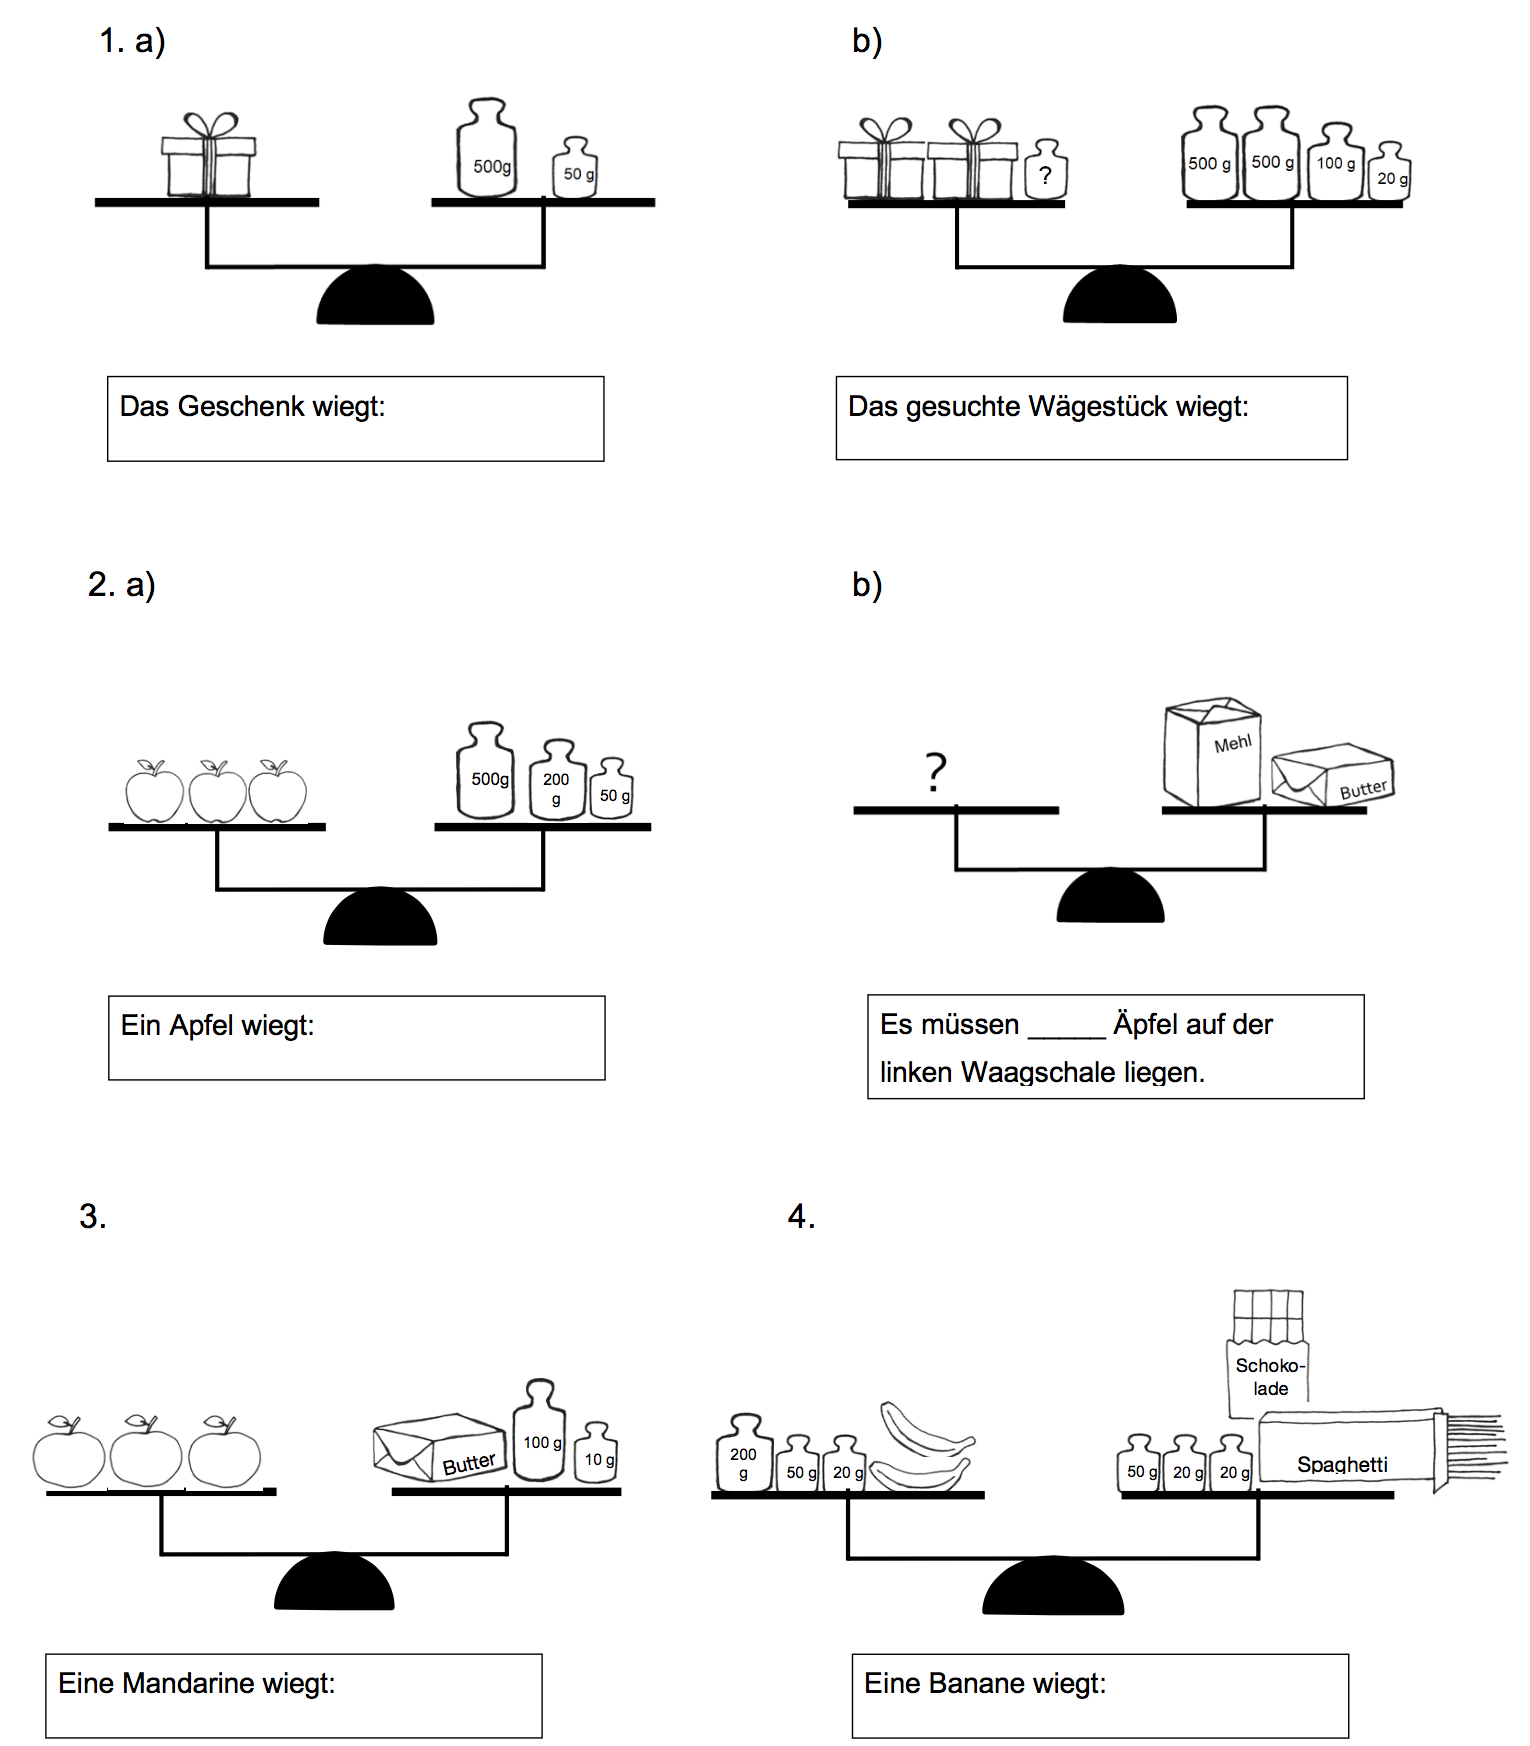 1. a)
b)
500g
50 g
?
500 g
500 g
100 g
20 g
Das Geschenk wiegt:
Das gesuchte Wägestück wiegt:
2. a)
b)
500g
200
g
50 g
?
Mehl
Butter
Ein Apfel wiegt:
Es müssen _____ Äpfel auf der
linken Waagschale liegen.
3.
4.
Butter
100 g
10 g
200
g
50 g
20 g
50 g
20 g
20 g
Schoko-
lade
Spaghetti
Eine Mandarine wiegt:
Eine Banane wiegt: